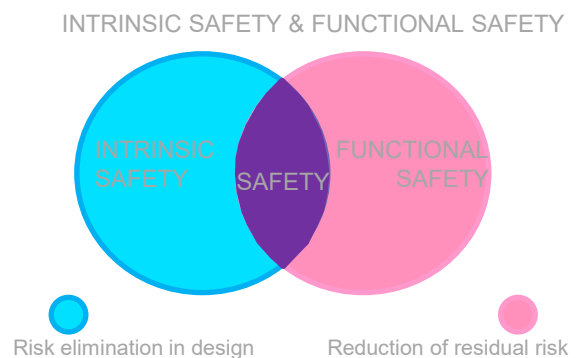 INTRINSIC SAFETY & FUNCTIONAL SAFETY
INTRINSIC
SAFETY
SAFETY
FUNCTIONAL
SAFETY
Risk elimination in design
Reduction of residual risk